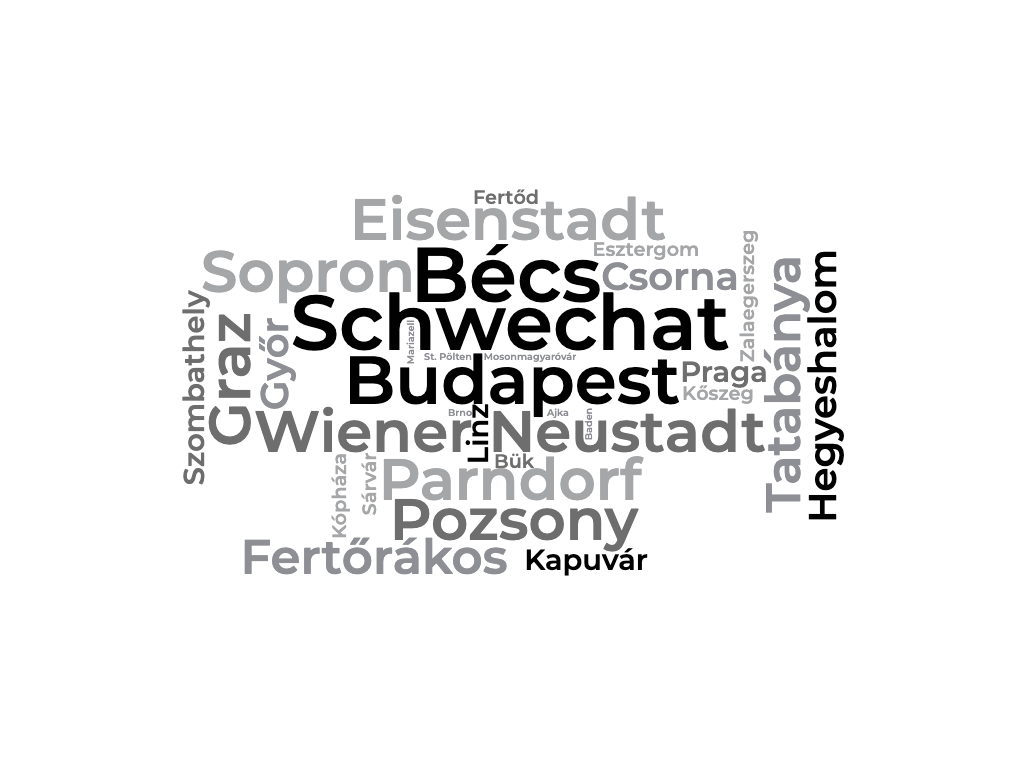 Fertőd
Eisenstadt
Esztergom
Sopron
Bécs
Csorna
Zalaegerszeg
Tatabánya
Hegyeshalom
Szombathely
Graz
Győr
Schwechat
Mariazell
St. Pölten
Mosonmagyaróvár
Budapest
Praga
Kőszeg
Brno
Linz
Ajka
Baden
Wiener Neustadt
Bük
Kópháza
Sárvár
Parndorf
Pozsony
Fertőrákos
Kapuvár